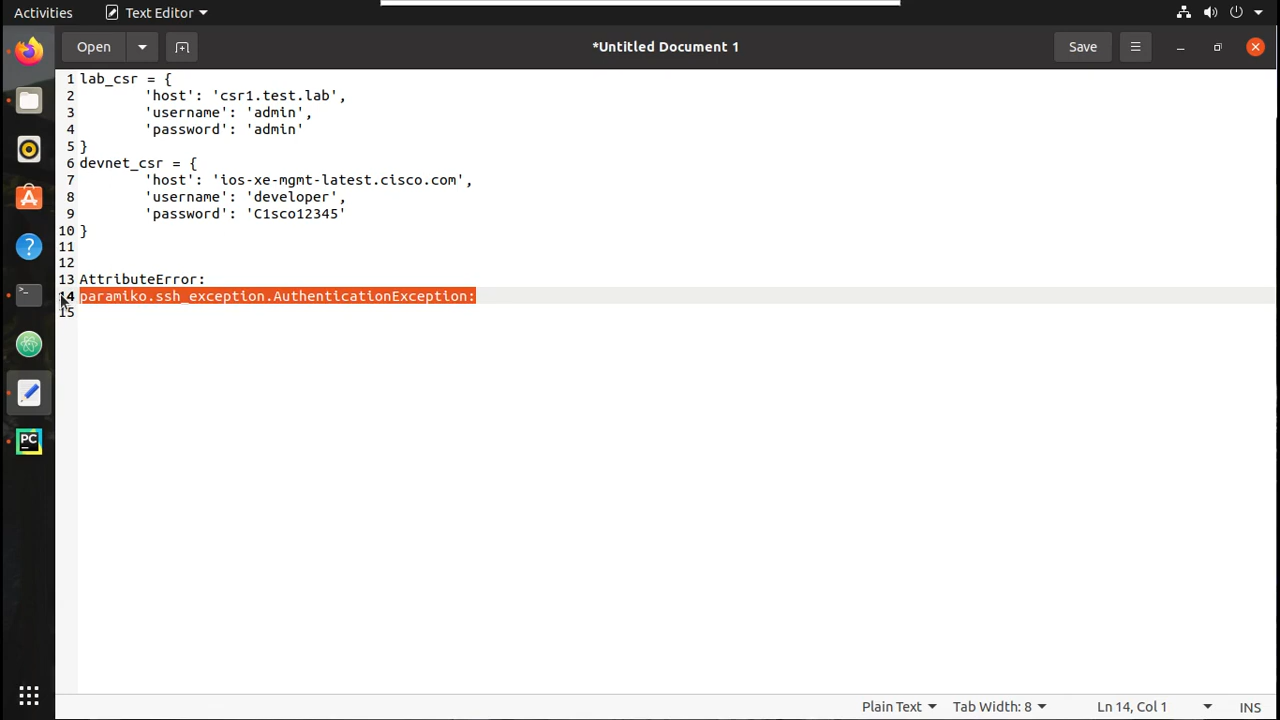 Activities Text Editor
Open *Untitled Document 1 Save
1 lab_csr = {
2 'host': 'csr1.test.lab',
3 'username': 'admin',
4 'password': 'admin'
5 }
6 devnet_csr = {
7 'host': 'ios-xe-mgmt-latest.cisco.com',
8 'username': 'developer',
9 'password': 'C1sco12345'
10 }
11
12
13 AttributeError:
14 paramiko.ssh_exception.AuthenticationException:
15
PC
Plain Text Tab Width: 8 Ln 14, Col 1 INS